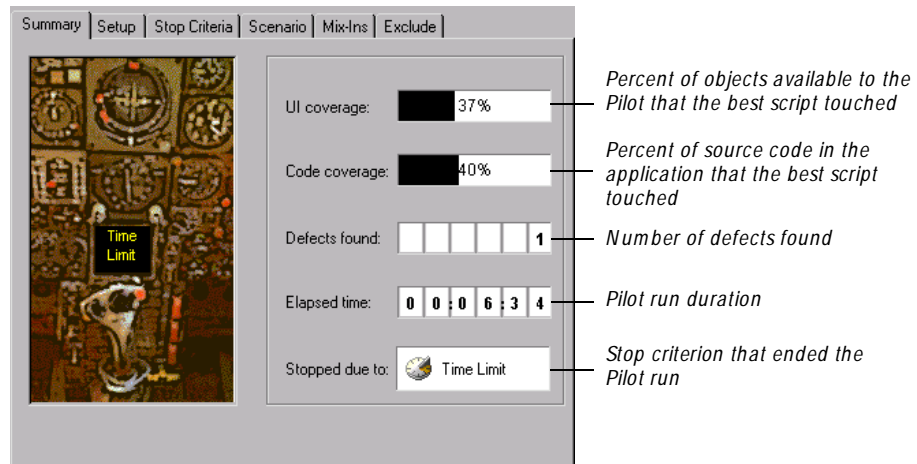 Summary Setup Stop Criteria Scenario Mix-Ins Exclude
Time
Limit
UI coverage: 37%
Percent of objects available to the
Pilot that the best script touched
Code coverage: 40%
Percent of source code in the
application that the best script
touched
Defects found: 1
Number of defects found
Elapsed time: 0 0:0 6:3 4
Pilot run duration
Stopped due to: Time Limit
Stop criterion that ended the
Pilot run